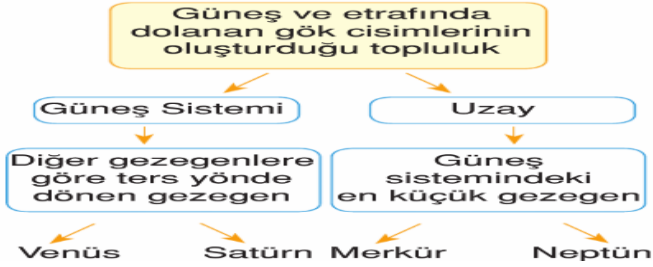 Güneş ve etrafında
dolanan gök cisimlerinin
oluşturduğu topluluk
Güneş Sistemi
Uzay
Diğer gezegenlere
göre ters yönde
dönen gezegen
Güneş
sistemindeki
en küçük gezegen
Venüs
Satürn
Merkür
Neptün